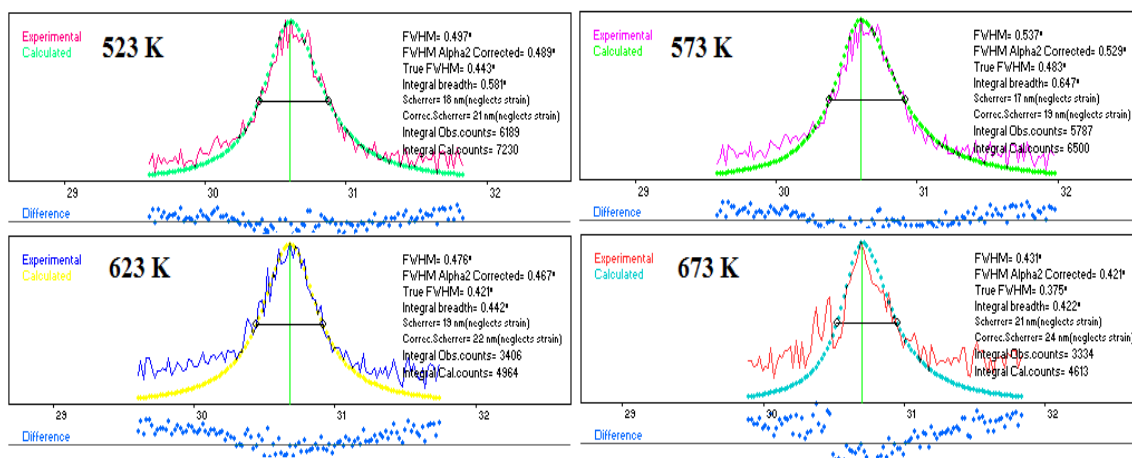 Experimental
Calculated
523 K
FWHM= 0.497°
FWHM Alpha2 Corrected= 0.489°
True FWHM= 0.443°
Integral breadth= 0.581°
Scherrer= 18 nm(neglects strain)
Correc.Scherrer= 21 nm(neglects strain)
Integral Obs.counts= 6189
Integral Cal.counts= 7230
29 30 31 32
Difference
Experimental
Calculated
573 K
FWHM= 0.537°
FWHM Alpha2 Corrected= 0.529°
True FWHM= 0.483°
Integral breadth= 0.647°
Scherrer= 17 nm(neglects strain)
Correc.Scherrer= 19 nm(neglects strain)
Integral Obs.counts= 5787
Integral Cal.counts= 6500
29 30 31 32
Difference
Experimental
Calculated
623 K
FWHM= 0.476°
FWHM Alpha2 Corrected= 0.467°
True FWHM= 0.421°
Integral breadth= 0.442°
Scherrer= 19 nm(neglects strain)
Correc.Scherrer= 22 nm(neglects strain)
Integral Obs.counts= 3406
Integral Cal.counts= 4964
29 30 31 32
Difference
Experimental
Calculated
673 K
FWHM= 0.431°
FWHM Alpha2 Corrected= 0.421°
True FWHM= 0.375°
Integral breadth= 0.422°
Scherrer= 21 nm(neglects strain)
Correc.Scherrer= 24 nm(neglects strain)
Integral Obs.counts= 3334
Integral Cal.counts= 4613
29 30 31 32
Difference